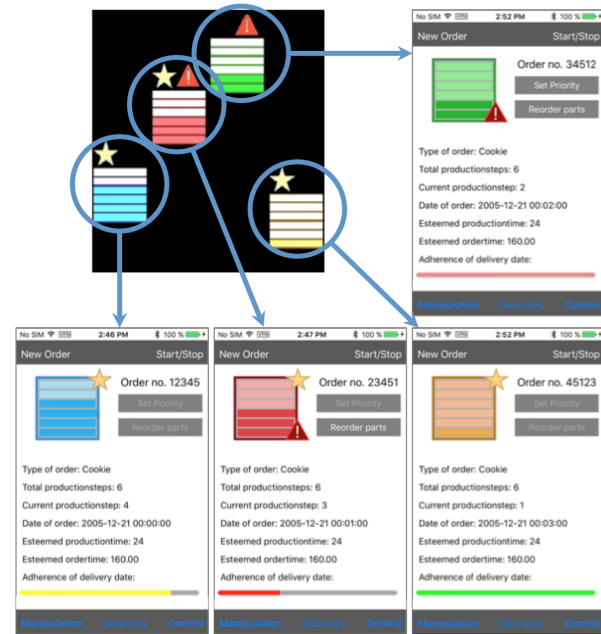 No SIM VPN 2:52 PM 100 %
New Order Start/Stop
Order no. 34512
Set Priority
Reorder parts
Type of order: Cookie
Total productionsteps: 6
Current productionstep: 2
Date of order: 2005-12-21 00:02:00
Esteemed productiontime: 24
Esteemed ordertime: 160.00
Adherence of delivery date:
Manipulation Geometry Control
No SIM VPN 2:46 PM 100 %
New Order Start/Stop
Order no. 12345
Set Priority
Reorder parts
Type of order: Cookie
Total productionsteps: 6
Current productionstep: 4
Date of order: 2005-12-21 00:00:00
Esteemed productiontime: 24
Esteemed ordertime: 160.00
Adherence of delivery date:
Manipulation Geometry Control
No SIM VPN 2:47 PM 100 %
New Order Start/Stop
Order no. 23451
Set Priority
Reorder parts
Type of order: Cookie
Total productionsteps: 6
Current productionstep: 3
Date of order: 2005-12-21 00:01:00
Esteemed productiontime: 24
Esteemed ordertime: 160.00
Adherence of delivery date:
Manipulation Geometry Control
No SIM VPN 2:52 PM 100 %
New Order Start/Stop
Order no. 45123
Set Priority
Reorder parts
Type of order: Cookie
Total productionsteps: 6
Current productionstep: 1
Date of order: 2005-12-21 00:03:00
Esteemed productiontime: 24
Esteemed ordertime: 160.00
Adherence of delivery date:
Manipulation Geometry Control